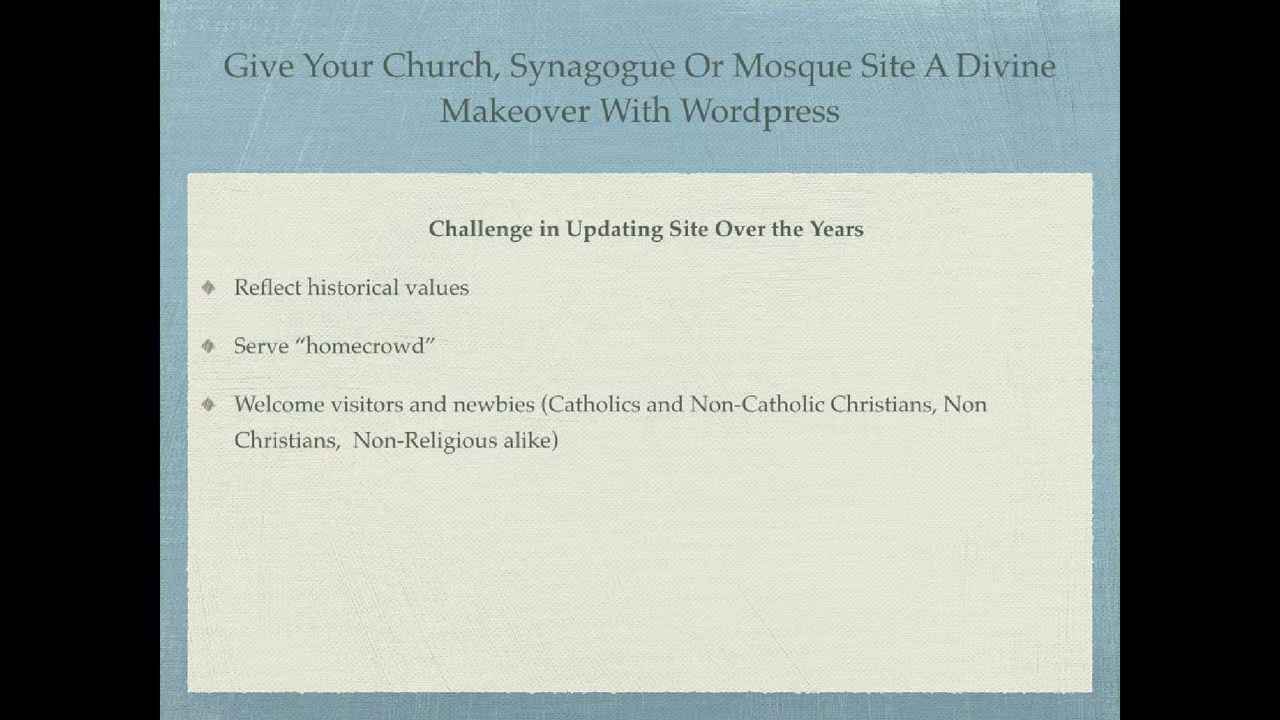 Give Your Church, Synagogue Or Mosque Site A Divine
Makeover With Wordpress
Challenge in Updating Site Over the Years
Reflect historical values
Serve “homecrowd”
Welcome visitors and newbies (Catholics and Non-Catholic Christians, Non
Christians,  Non-Religious alike)